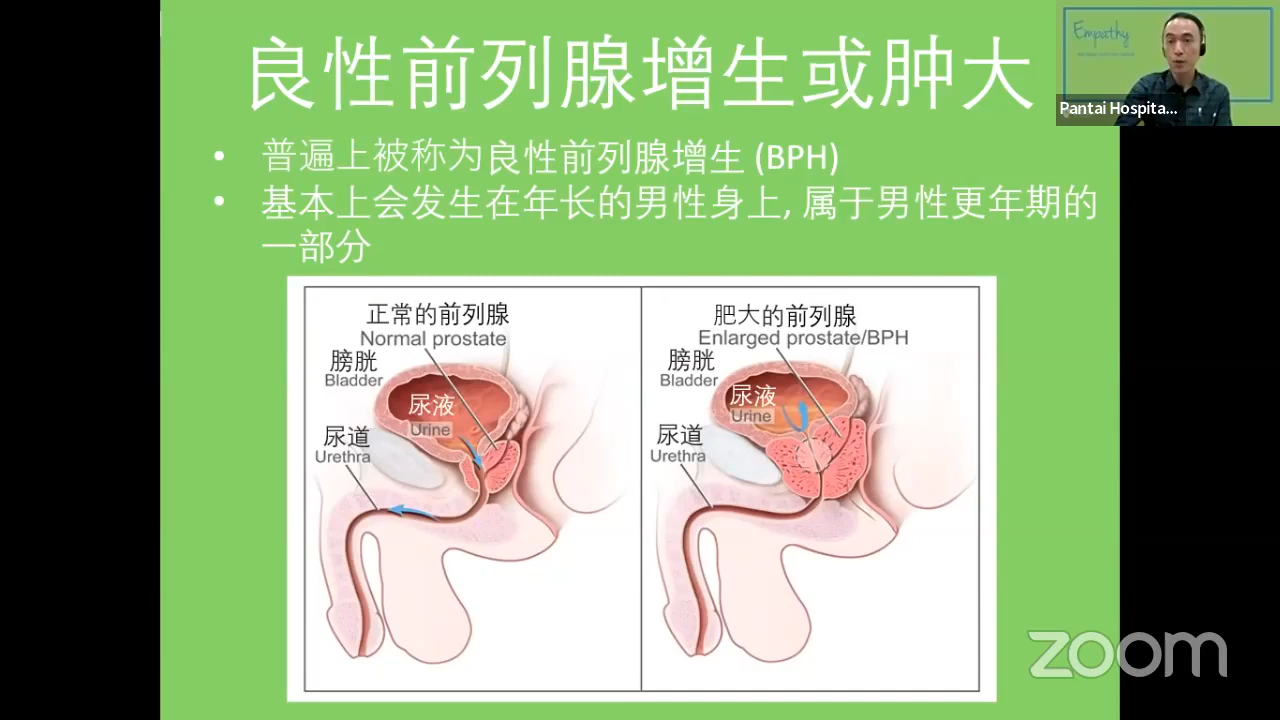 良性前列腺增生或肿大
Empathy
Pantai Hospita...
• 普遍上被称为良性前列腺增生 (BPH)
• 基本上会发生在年长的男性身上, 属于男性更年期的
一部分
正常的前列腺
Normal prostate
膀胱
Bladder
尿液
Urine
尿道
Urethra
肥大的前列腺
Enlarged prostate/BPH
膀胱
Bladder
尿液
Urine
尿道
Urethra
zoom